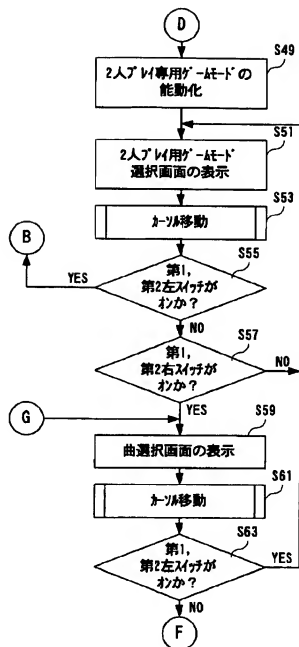 D
S49
2人プレイ専用ゲームモードの
能動化
S51
2人プレイ用ゲームモード
選択画面の表示
S53
カーソル移動
S55
B
YES
第1,
第2左スイッチが
オンか?
NO
S57
第1,
第2右スイッチが
オンか?
NO
G
YES
S59
曲選択画面の表示
S61
カーソル移動
S63
第1,
第2左スイッチが
オンか?
YES
NO
F